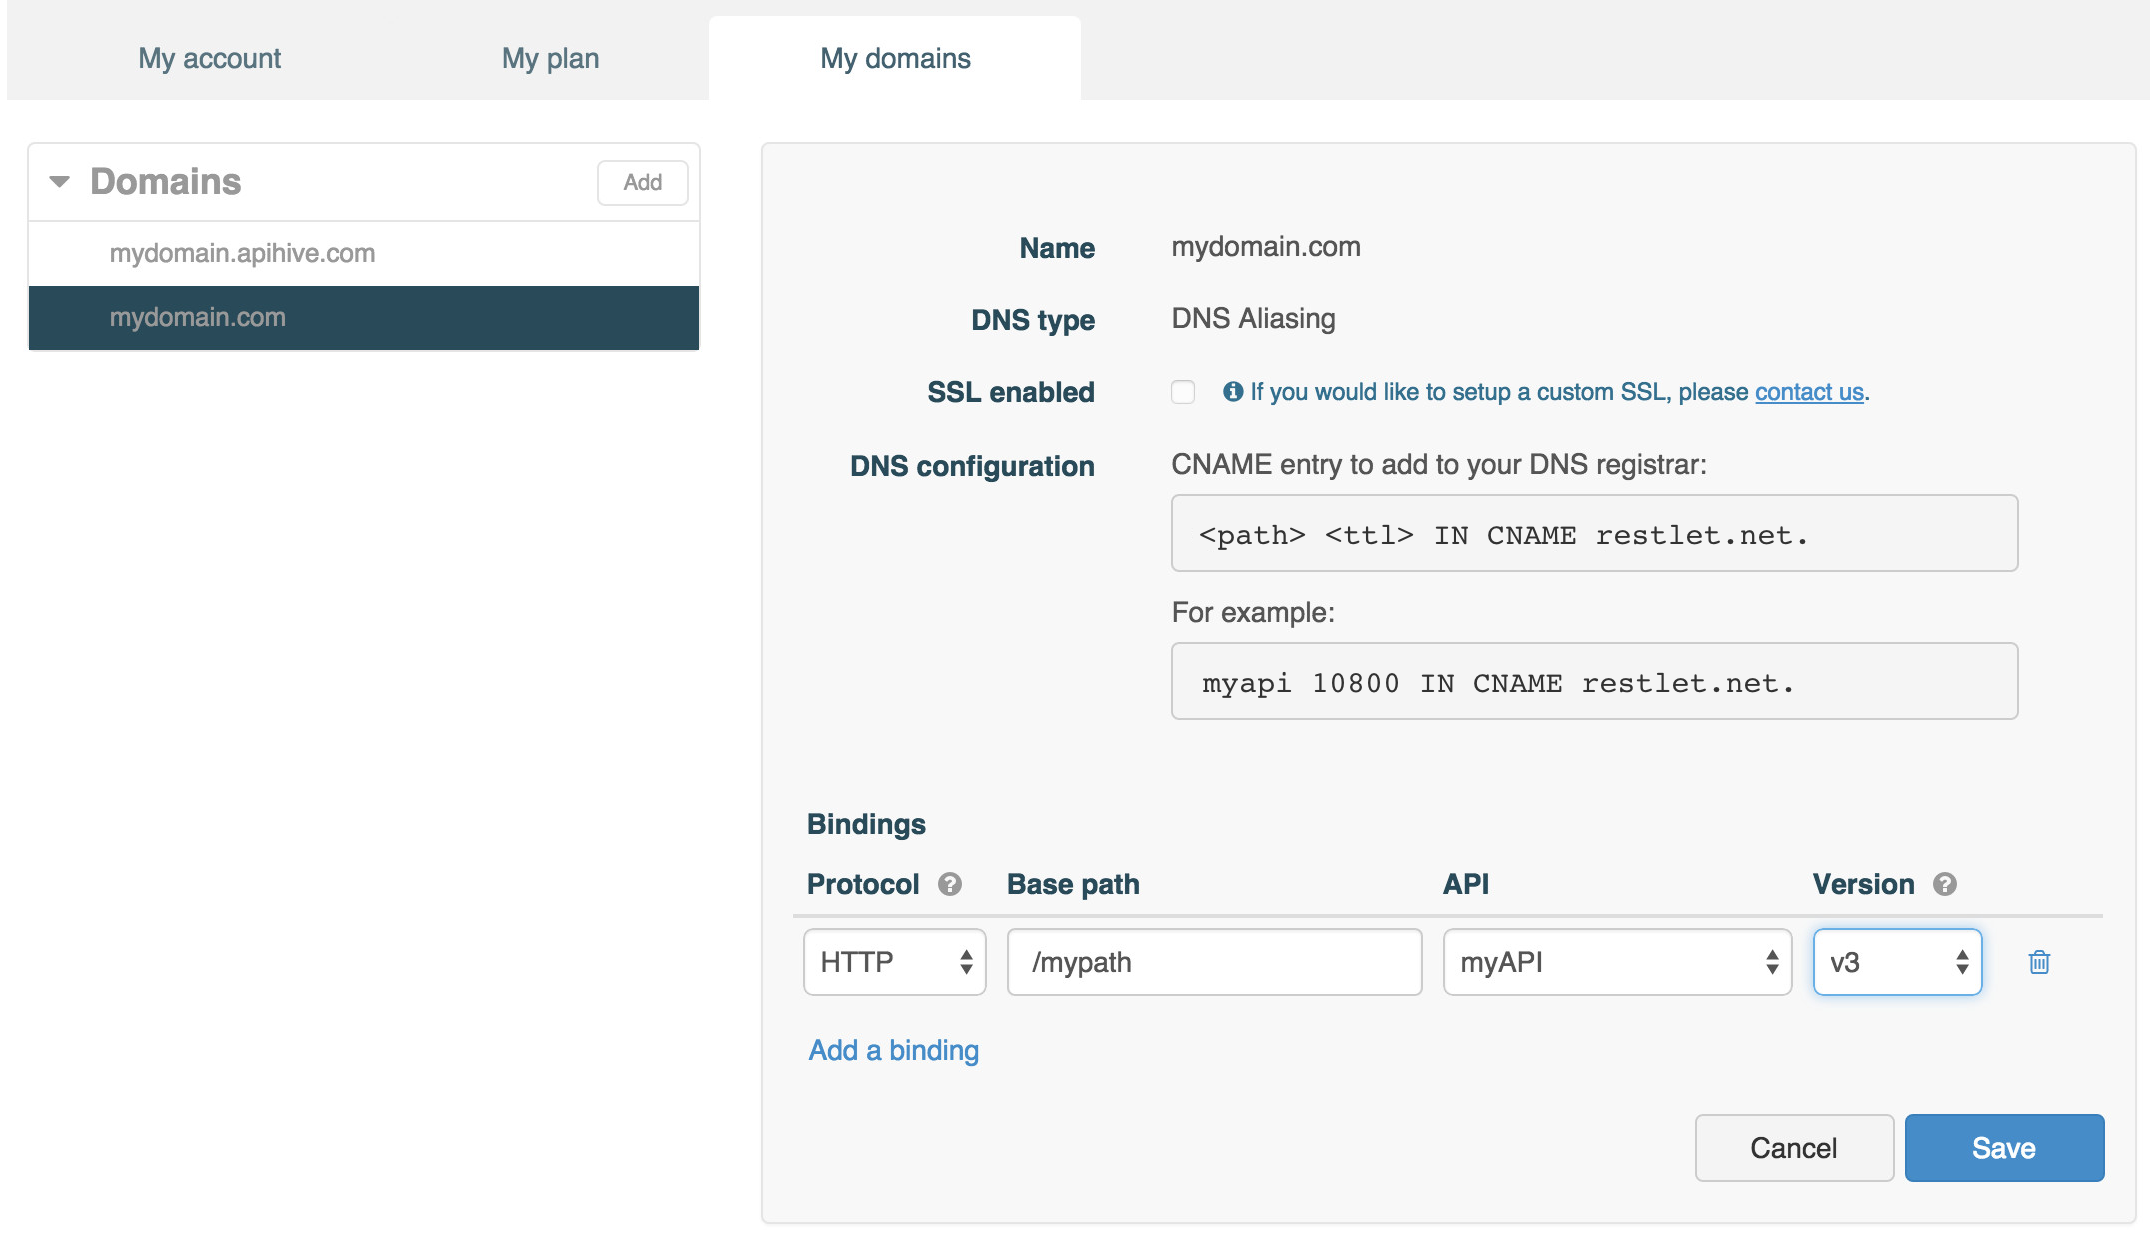 My account My plan My domains
Domains Add
mydomain.apihive.com
mydomain.com
Name mydomain.com
DNS type DNS Aliasing
SSL enabled If you would like to setup a custom SSL, please contact us.
DNS configuration CNAME entry to add to your DNS registrar:
<path> <ttl> IN CNAME restlet.net.
For example:
myapi 10800 IN CNAME restlet.net.
Bindings
Protocol ? Base path API Version ?
HTTP /mypath myAPI v3
Add a binding
Cancel Save